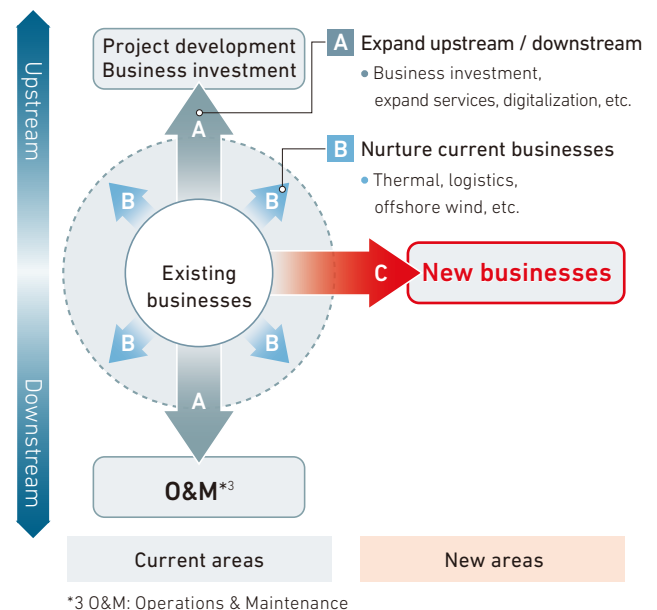 Upstream
Downstream
Project development
Business investment
A Expand upstream / downstream
• Business investment,
expand services, digitalization, etc.
A
B Nurture current businesses
• Thermal, logistics,
offshore wind, etc.
B
B
Existing
businesses
C
New businesses
B
B
A
O&M*3
Current areas
New areas
*3 O&M: Operations & Maintenance